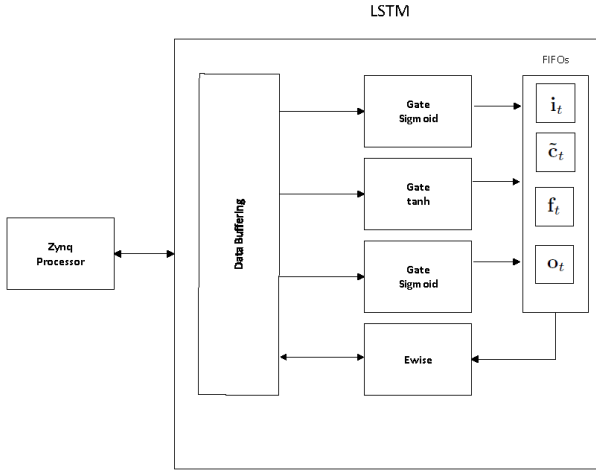 LSTM
FIFOs
Zynq
Processor
Data Buffering
Gate
Sigmoid
Gate
tanh
Gate
Sigmoid
Ewise
i_t
c̃_t
f_t
o_t